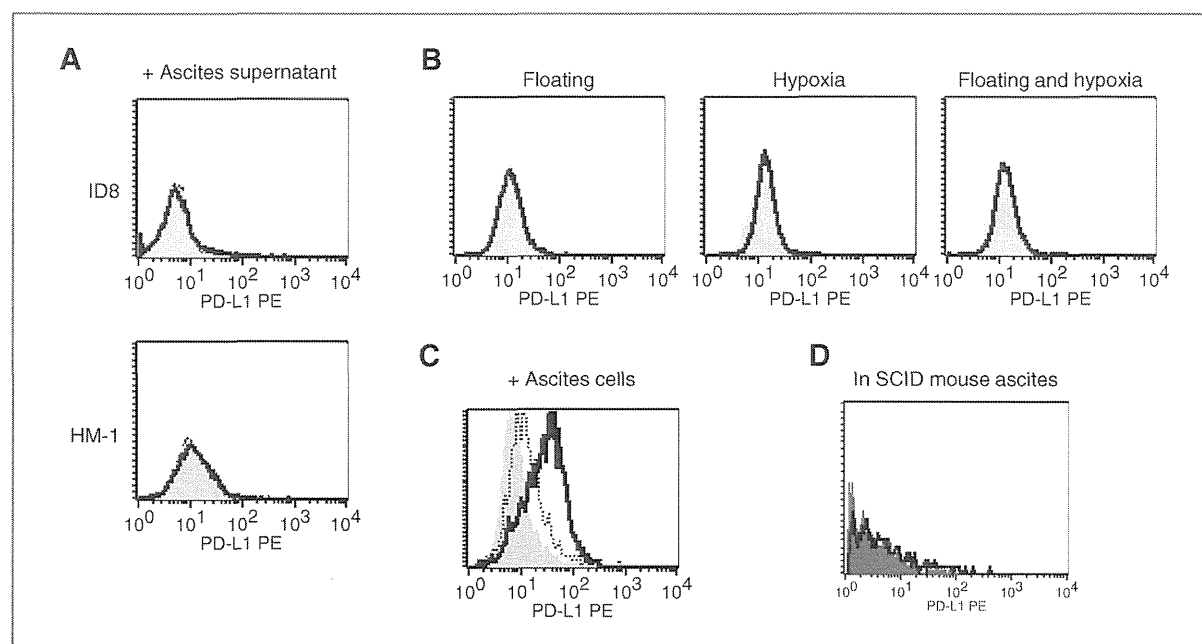 A
+ Ascites supernatant
ID8
10^0 10^1 10^2 10^3 10^4
PD-L1 PE
HM-1
10^0 10^1 10^2 10^3 10^4
PD-L1 PE
B
Floating
10^0 10^1 10^2 10^3 10^4
PD-L1 PE
Hypoxia
10^0 10^1 10^2 10^3 10^4
PD-L1 PE
Floating and hypoxia
10^0 10^1 10^2 10^3 10^4
PD-L1 PE
C
+ Ascites cells
10^0 10^1 10^2 10^3 10^4
PD-L1 PE
D
In SCID mouse ascites
10^0 10^1 10^2 10^3 10^4
PD-L1 PE